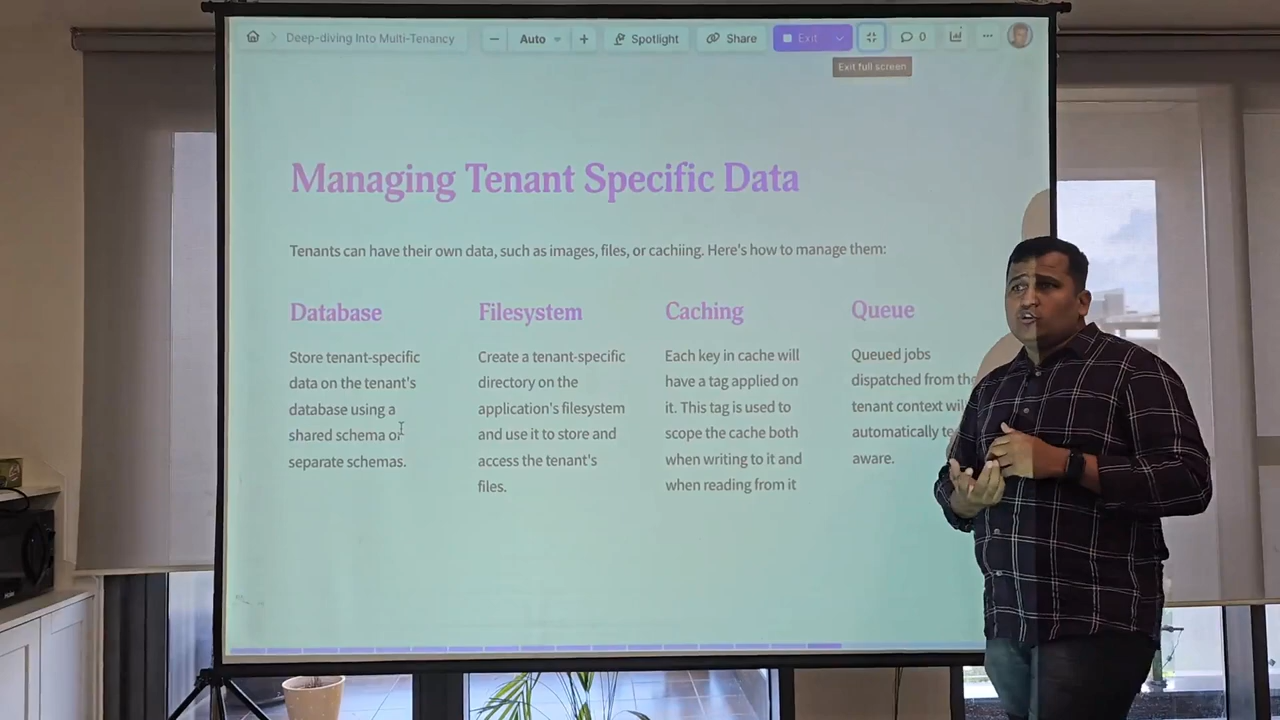 Deep-diving Into Multi-Tenancy
Auto
Spotlight
Share
Exit
0
Exit full screen
Managing Tenant Specific Data
Tenants can have their own data, such as images, files, or cachiing. Here's how to manage them:
Database
Store tenant-specific
data on the tenant's
database using a
shared schema or
separate schemas.
Filesystem
Create a tenant-specific
directory on the
application's filesystem
and use it to store and
access the tenant's
files.
Caching
Each key in cache will
have a tag applied on
it. This tag is used to
scope the cache both
when writing to it and
when reading from it
Queue
Queued jobs
dispatched from the
tenant context
automatically
aware.